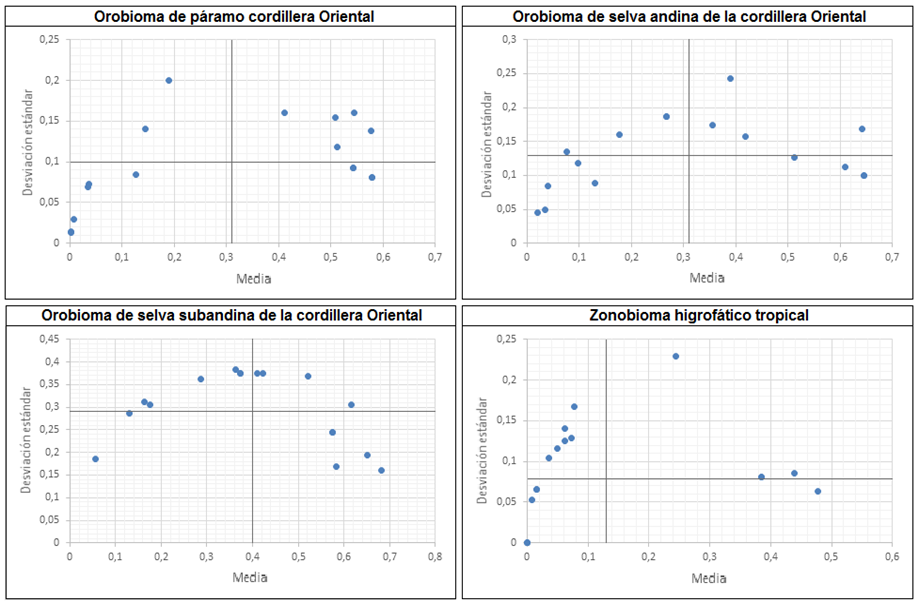 Orobioma de páramo cordillera Oriental
0,25
0,2
0,15
0,1
0,05
0
Desviación estándar
0 0,1 0,2 0,3 0,4 0,5 0,6 0,7
Media
Orobioma de selva andina de la cordillera Oriental
0,3
0,25
0,2
0,15
0,1
0,05
0
Desviación estándar
0 0,1 0,2 0,3 0,4 0,5 0,6 0,7
Media
Orobioma de selva subandina de la cordillera Oriental
0,45
0,4
0,35
0,3
0,25
0,2
0,15
0,1
0,05
0
Desviación estándar
0 0,1 0,2 0,3 0,4 0,5 0,6 0,7 0,8
Media
Zonobioma higrofático tropical
0,25
0,2
0,15
0,1
0,05
0
Desviación estándar
0 0,1 0,2 0,3 0,4 0,5 0,6
Media